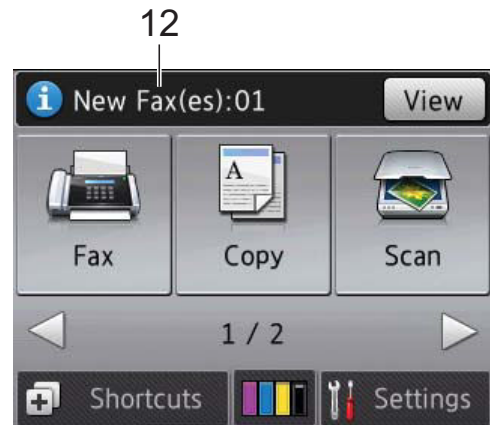 12
i New Fax(es):01 View
A
Fax Copy Scan
1 / 2
Shortcuts Settings